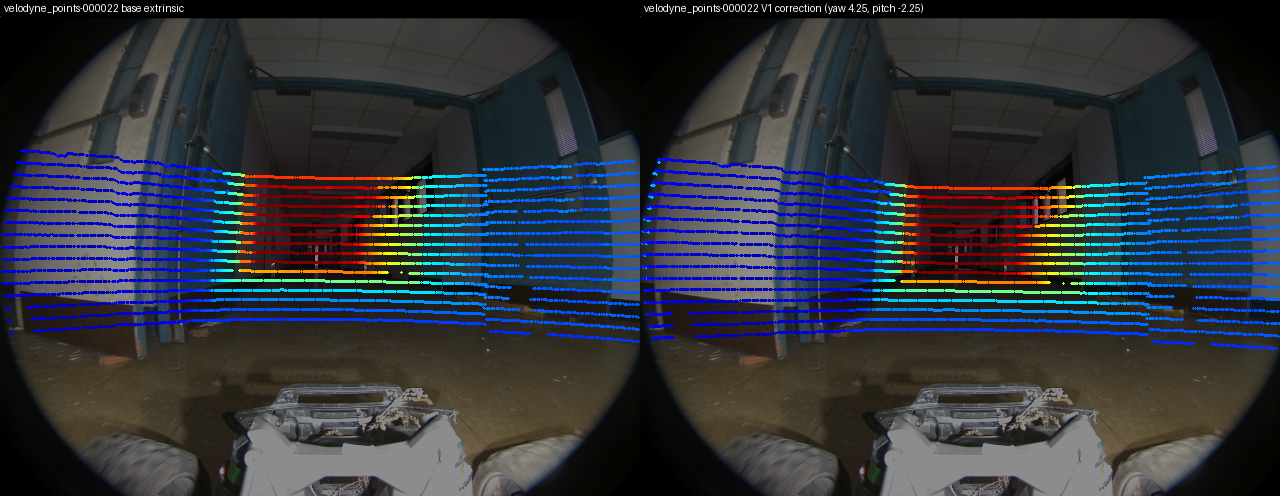 velodyne_points-000022 base extrinsic
velodyne_points-000022 V1 correction (yaw 4.25, pitch -2.25)